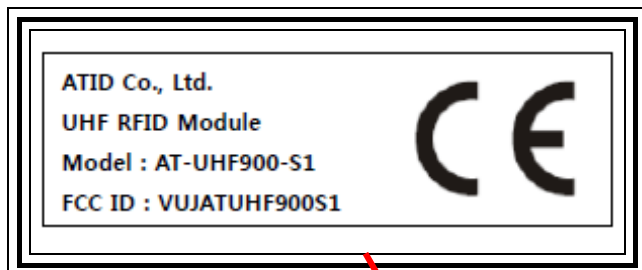 ATID Co., Ltd.
UHF RFID Module
Model : AT-UHF900-S1
FCC ID : VUJATUHF900S1
CE